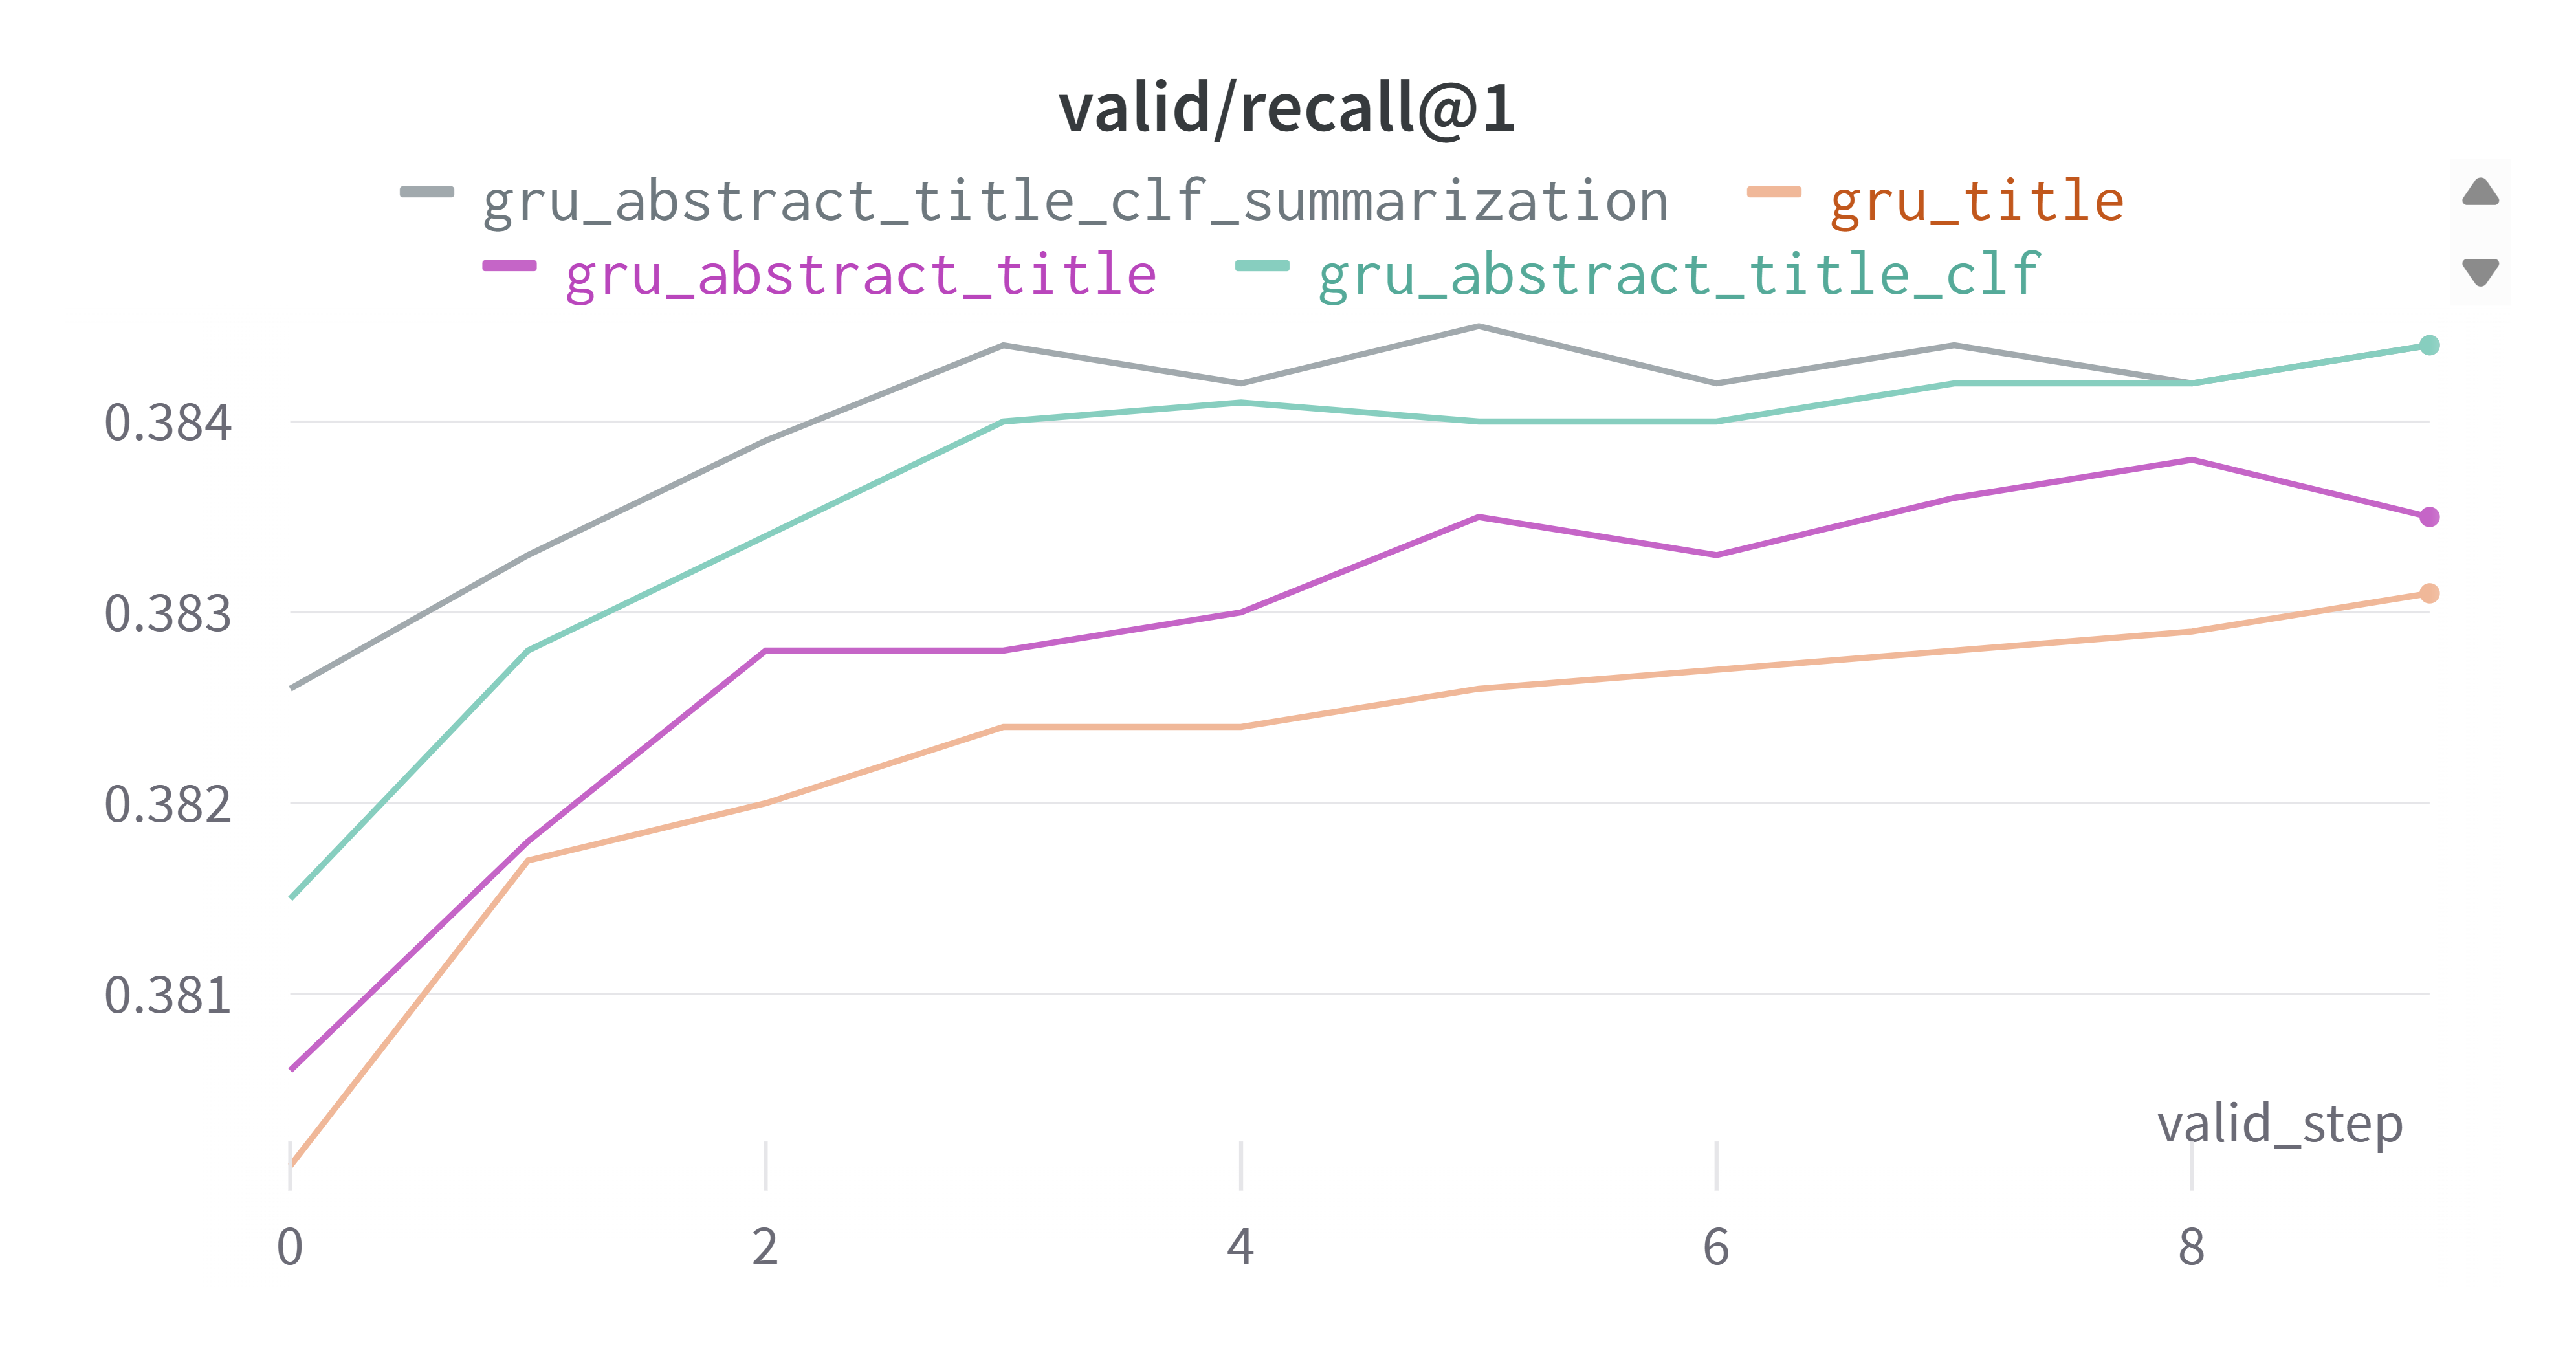 valid/recall@1
gru_abstract_title_clf_summarization gru_title
gru_abstract_title gru_abstract_title_clf
0.384
0.383
0.382
0.381
valid_step
0 2 4 6 8